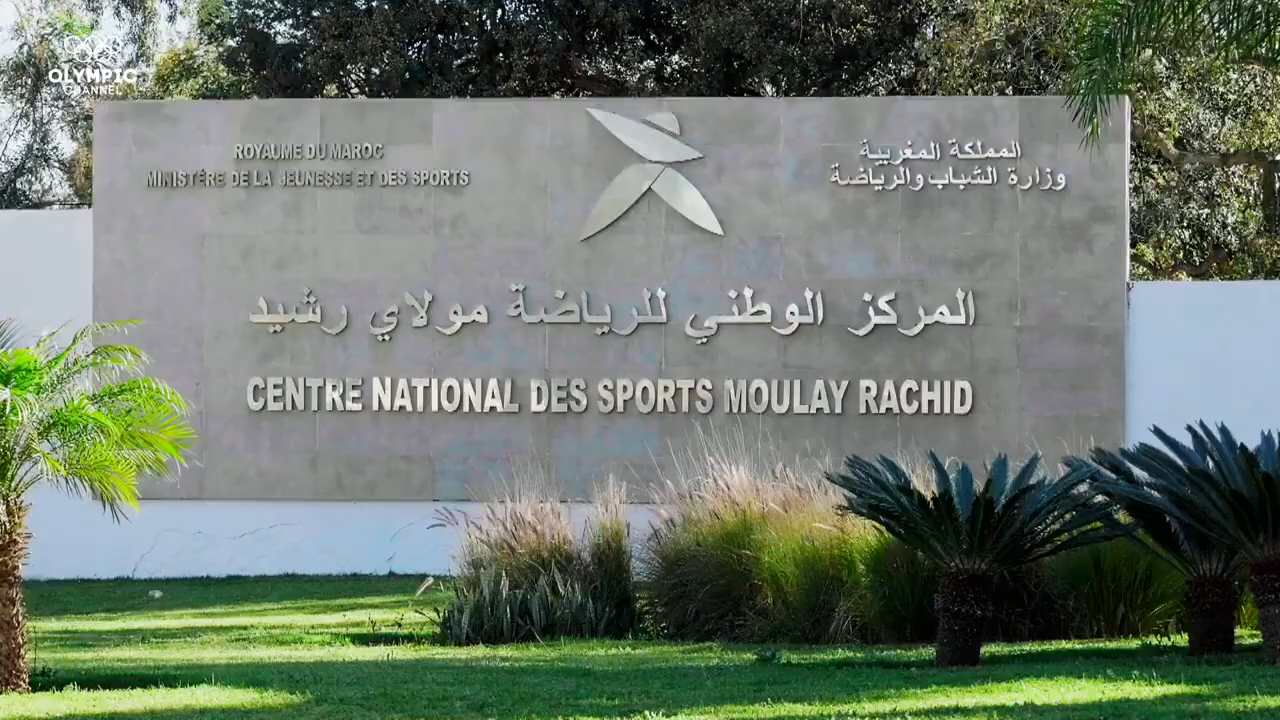 OLYMPIC
CHANNEL
ROYAUME DU MAROC
MINISTÈRE DE LA JEUNESSE ET DES SPORTS
المملكة المغربية
وزارة الشباب والرياضة
المركز الوطني للرياضة مولاي رشيد
CENTRE NATIONAL DES SPORTS MOULAY RACHID